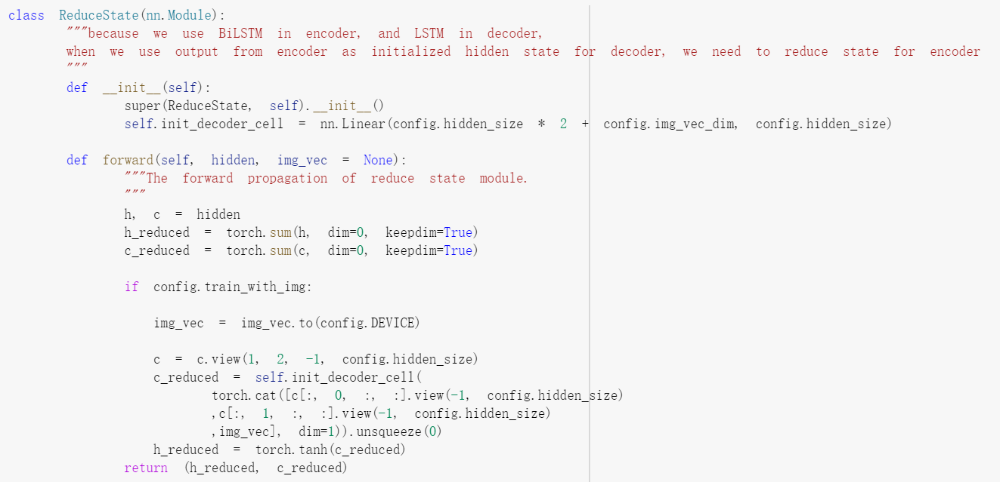 class ReduceState(nn.Module):
"""because we use BiLSTM in encoder, and LSTM in decoder,
when we use output from encoder as initialized hidden state for decoder, we need to reduce state for encoder
"""
def __init__(self):
super(ReduceState, self).__init__()
self.init_decoder_cell = nn.Linear(config.hidden_size * 2 + config.img_vec_dim, config.hidden_size)
def forward(self, hidden, img_vec = None):
"""The forward propagation of reduce state module.
"""
h, c = hidden
h_reduced = torch.sum(h, dim=0, keepdim=True)
c_reduced = torch.sum(c, dim=0, keepdim=True)
if config.train_with_img:
img_vec = img_vec.to(config.DEVICE)
c = c.view(1, 2, -1, config.hidden_size)
c_reduced = self.init_decoder_cell(
torch.cat([c[:, 0, :, :].view(-1, config.hidden_size)
,c[:, 1, :, :].view(-1, config.hidden_size)
,img_vec], dim=1)).unsqueeze(0)
h_reduced = torch.tanh(c_reduced)
return (h_reduced, c_reduced)